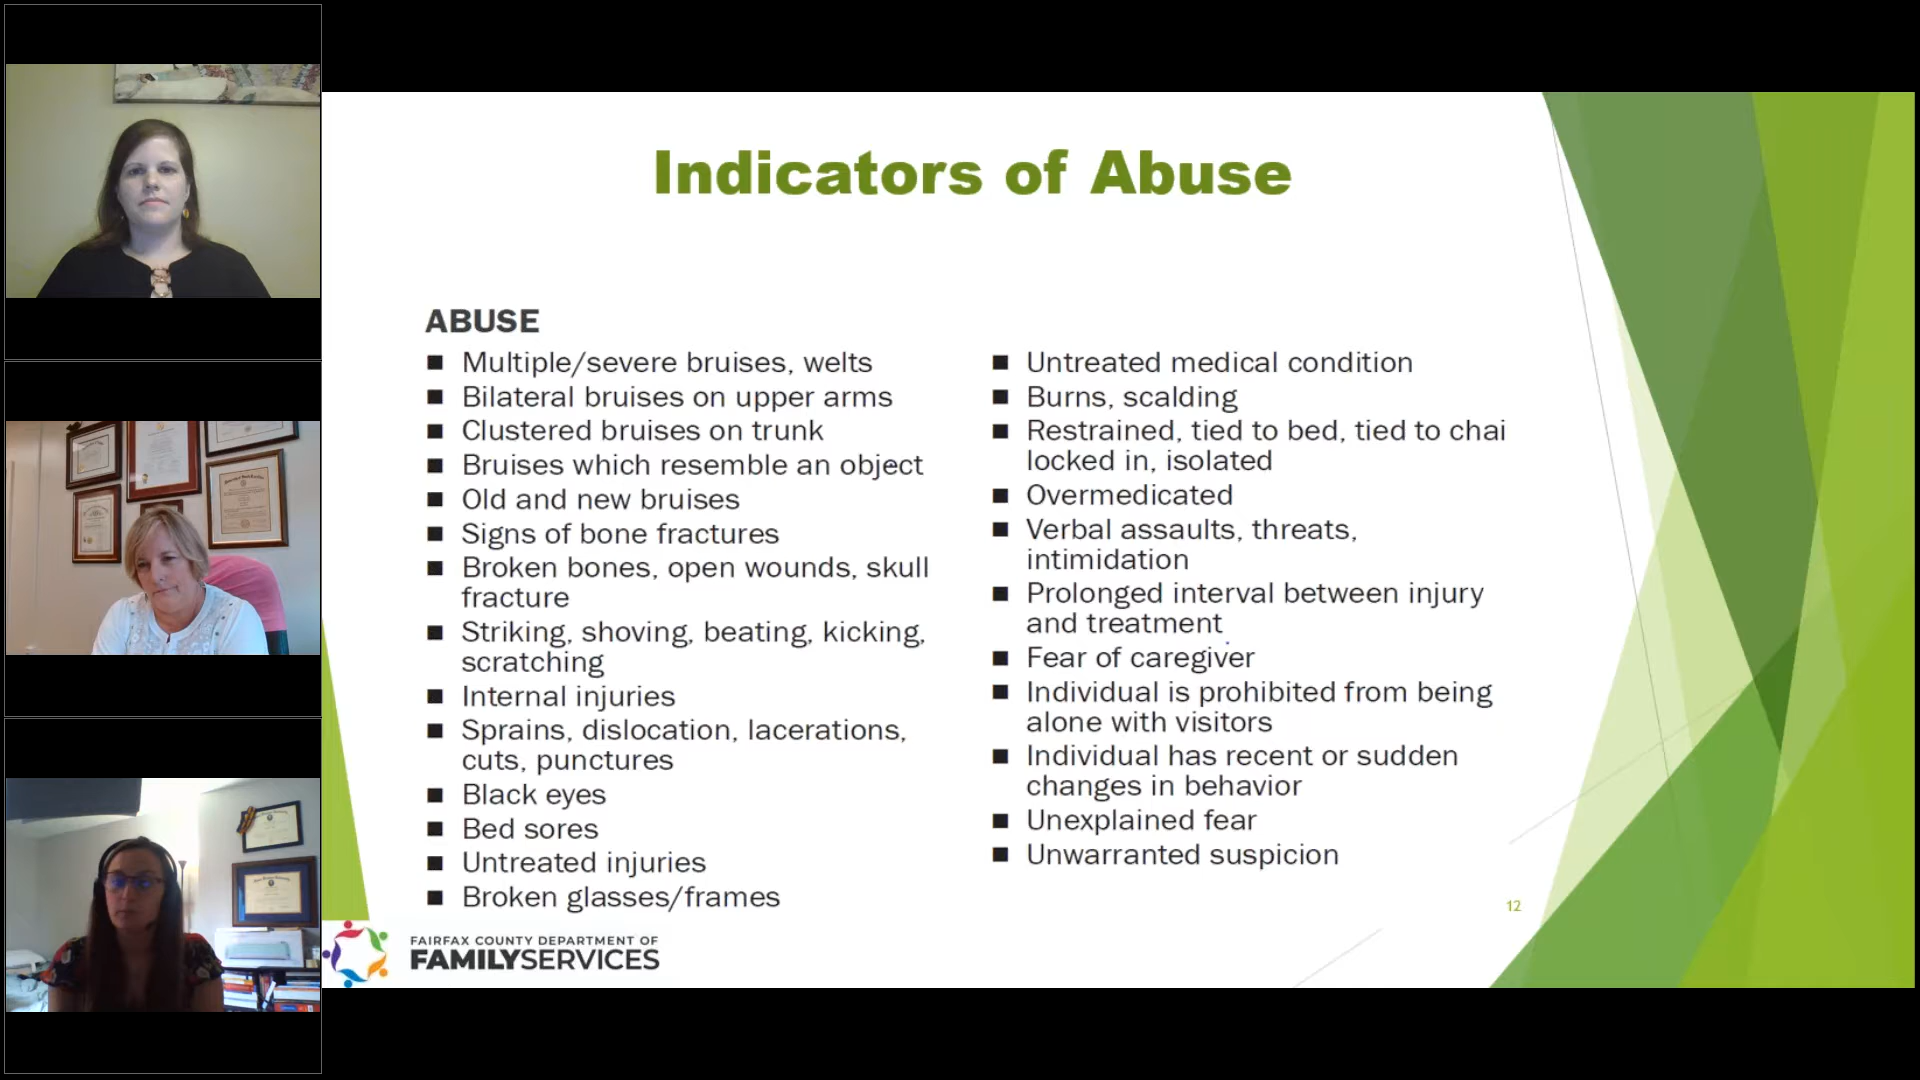 Indicators of Abuse
ABUSE
Multiple/severe bruises, welts
Bilateral bruises on upper arms
Clustered bruises on trunk
Bruises which resemble an object
Old and new bruises
Signs of bone fractures
Broken bones, open wounds, skull
fracture
Striking, shoving, beating, kicking,
scratching
Internal injuries
Sprains, dislocation, lacerations,
cuts, punctures
Black eyes
Bed sores
Untreated injuries
Broken glasses/frames
Untreated medical condition
Burns, scalding
Restrained, tied to bed, tied to chai
locked in, isolated
Overmedicated
Verbal assaults, threats,
intimidation
Prolonged interval between injury
and treatment
Fear of caregiver
Individual is prohibited from being
alone with visitors
Individual has recent or sudden
changes in behavior
Unexplained fear
Unwarranted suspicion
12
FAIRFAX COUNTY DEPARTMENT OF
FAMILYSERVICES